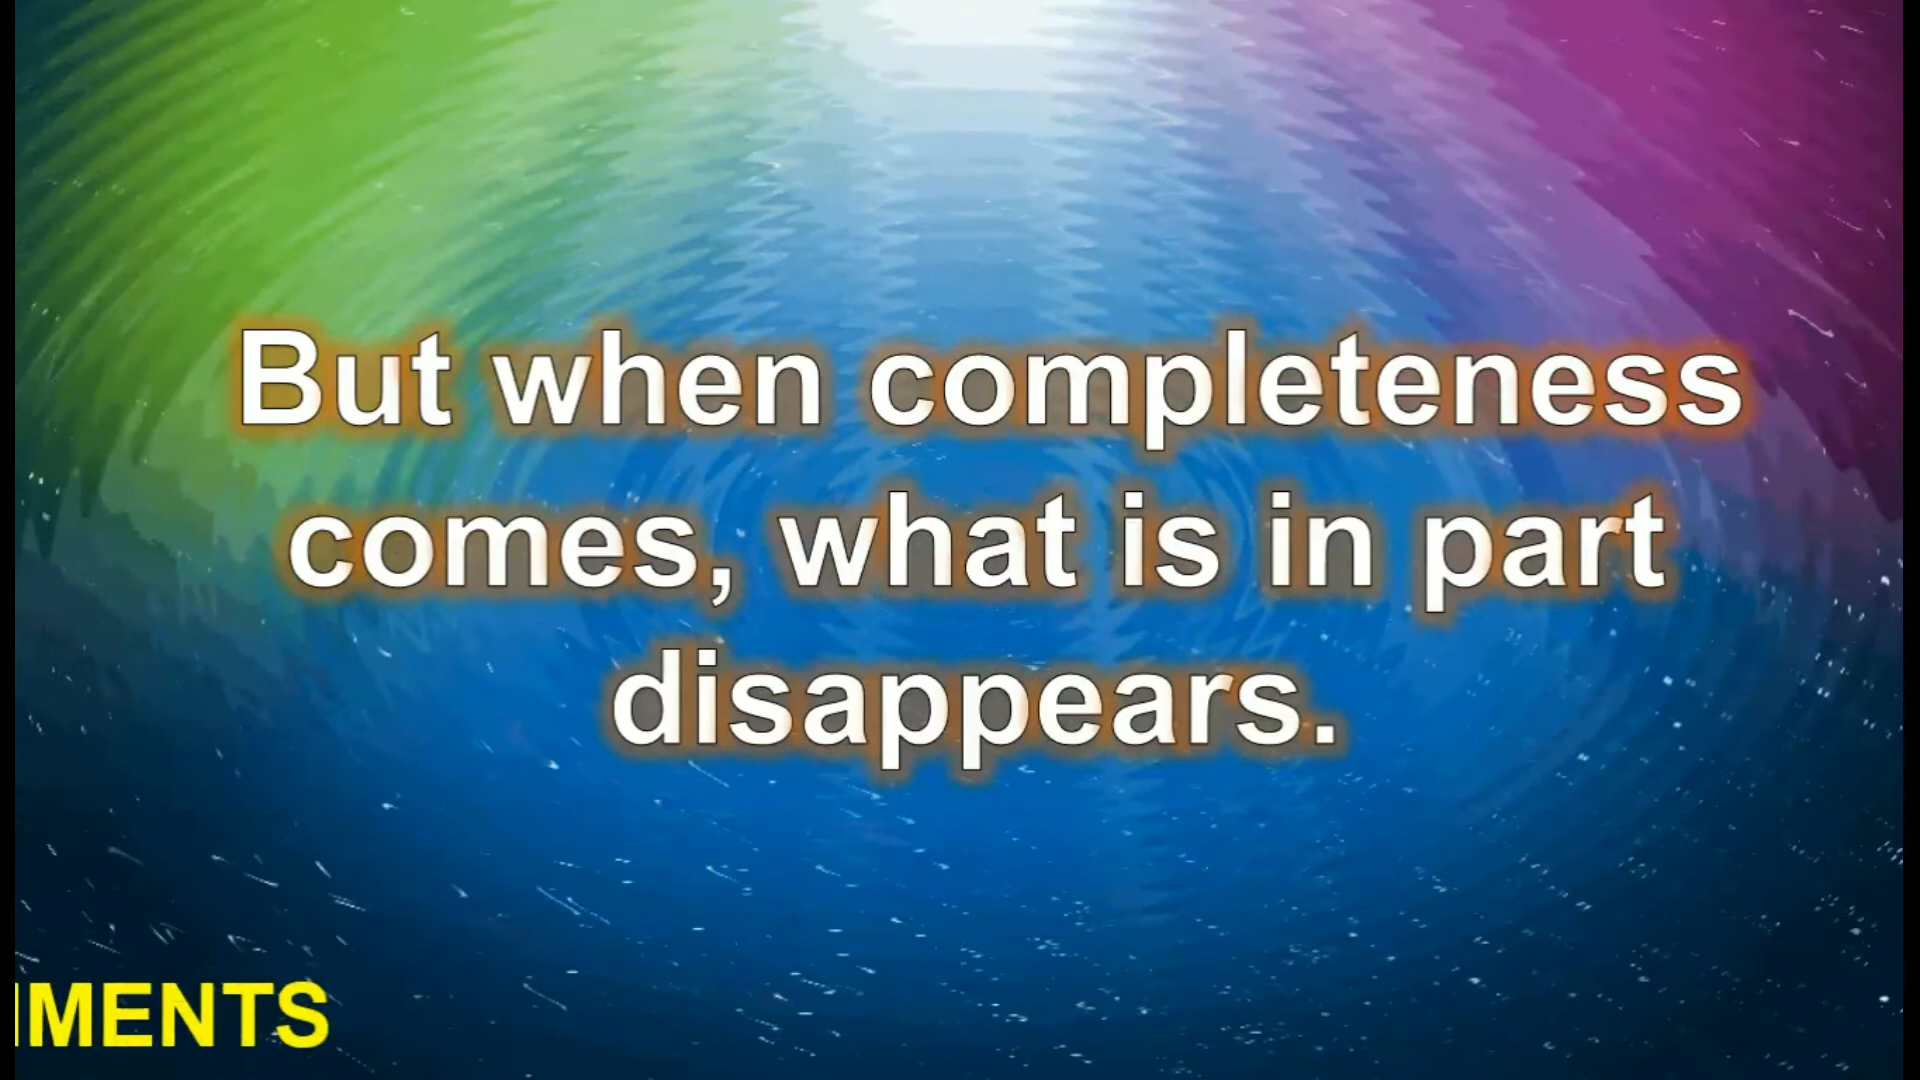 But when completeness
comes, what is in part
disappears.
MENTS